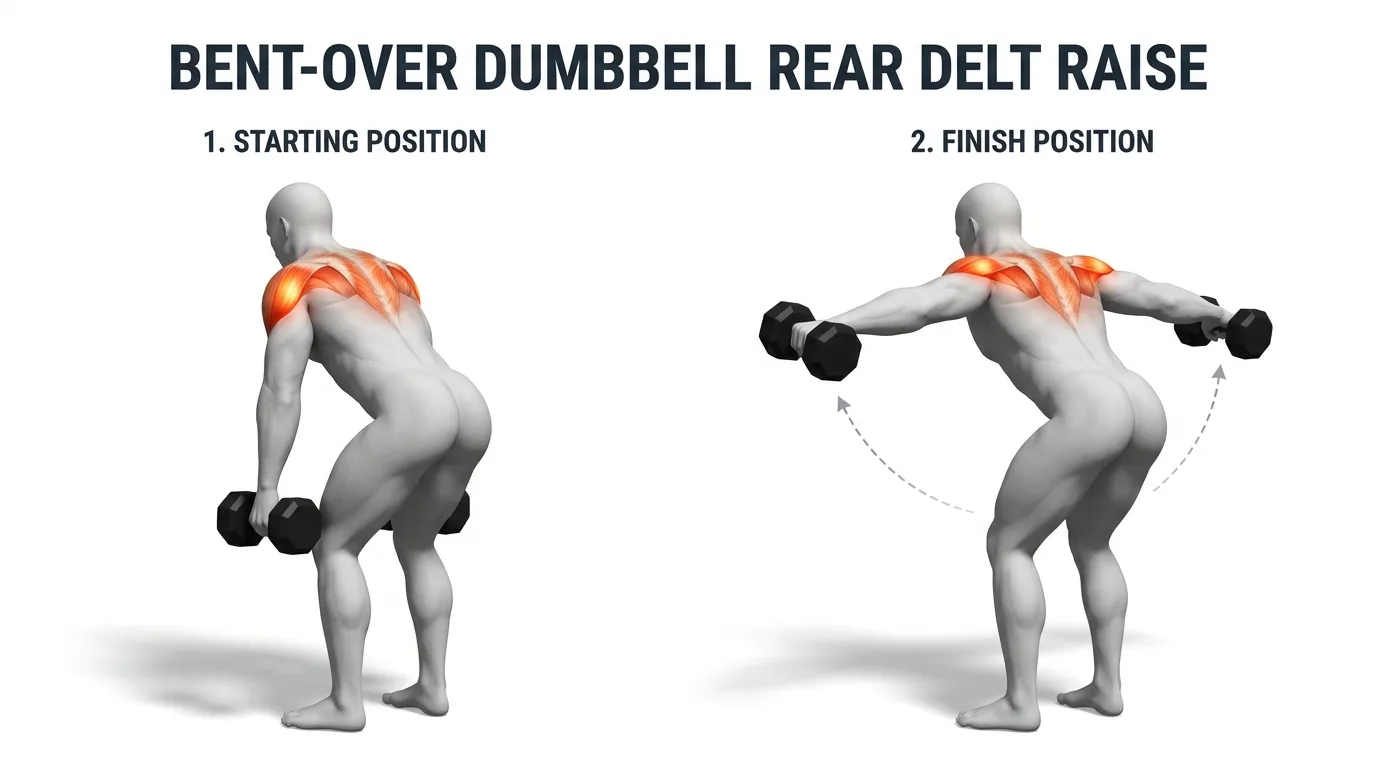 BENT-OVER DUMBBELL REAR DELT RAISE
1. STARTING POSITION
2. FINISH POSITION